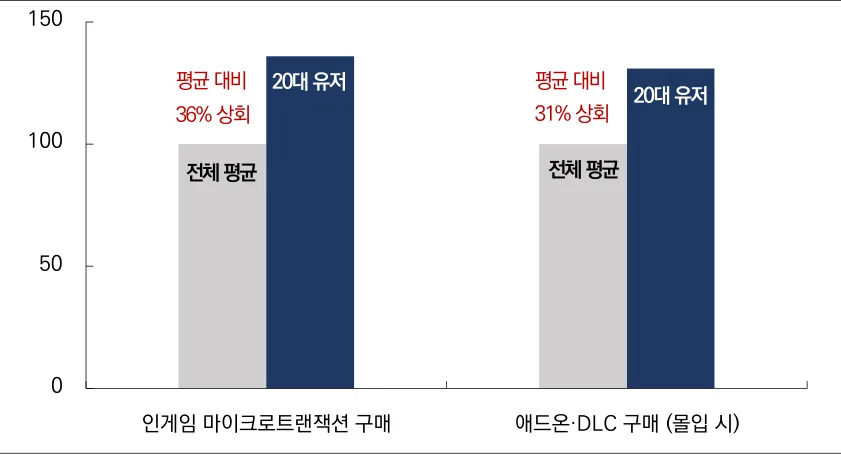 150
100
50
0
평균 대비
36% 상회
20대 유저
전체 평균
평균 대비
31% 상회
20대 유저
전체 평균
인게임 마이크로트랜잭션 구매
애드온·DLC 구매 (몰입 시)